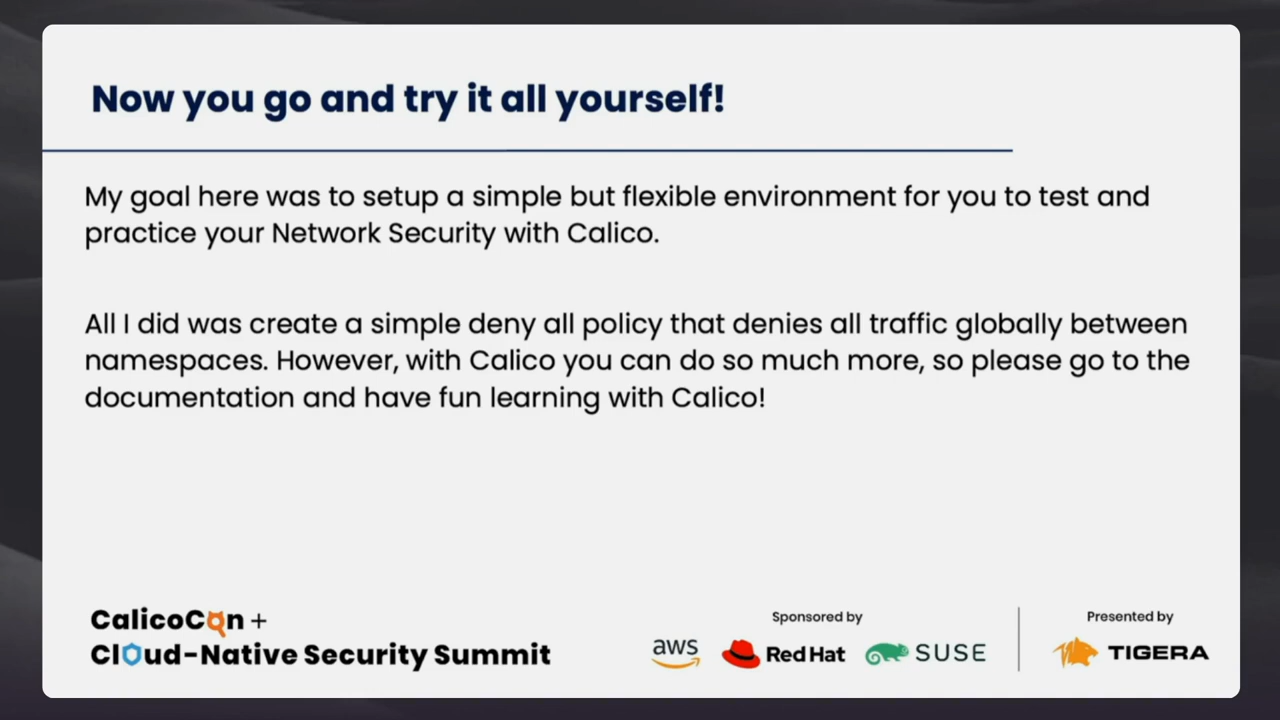 Now you go and try it all yourself!
My goal here was to setup a simple but flexible environment for you to test and
practice your Network Security with Calico.
All I did was create a simple deny all policy that denies all traffic globally between
namespaces. However, with Calico you can do so much more, so please go to the
documentation and have fun learning with Calico!
CalicoCon +
Cloud-Native Security Summit
Sponsored by
aws
Red Hat
SUSE
Presented by
TIGERA